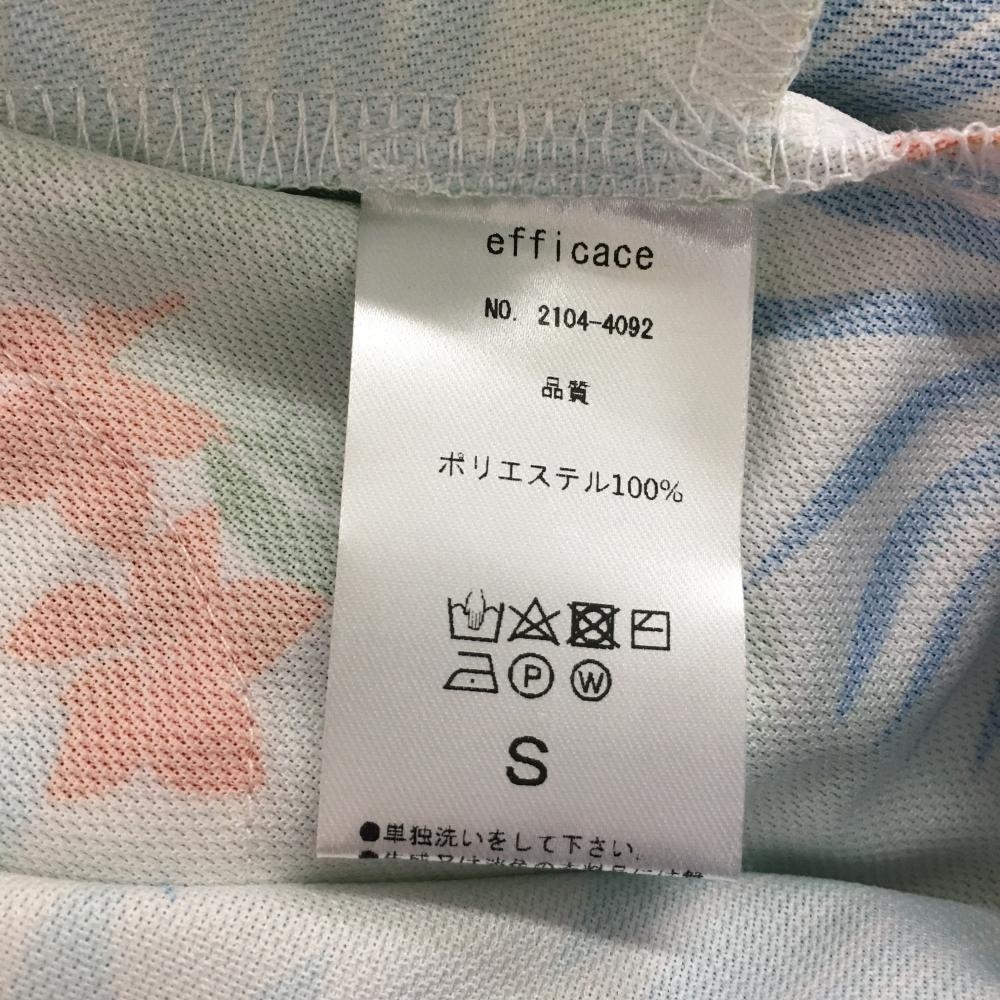 efficace
NO. 2104-4092
品質
ポリエステル100%
P W
S
●単独洗いをして下さい。